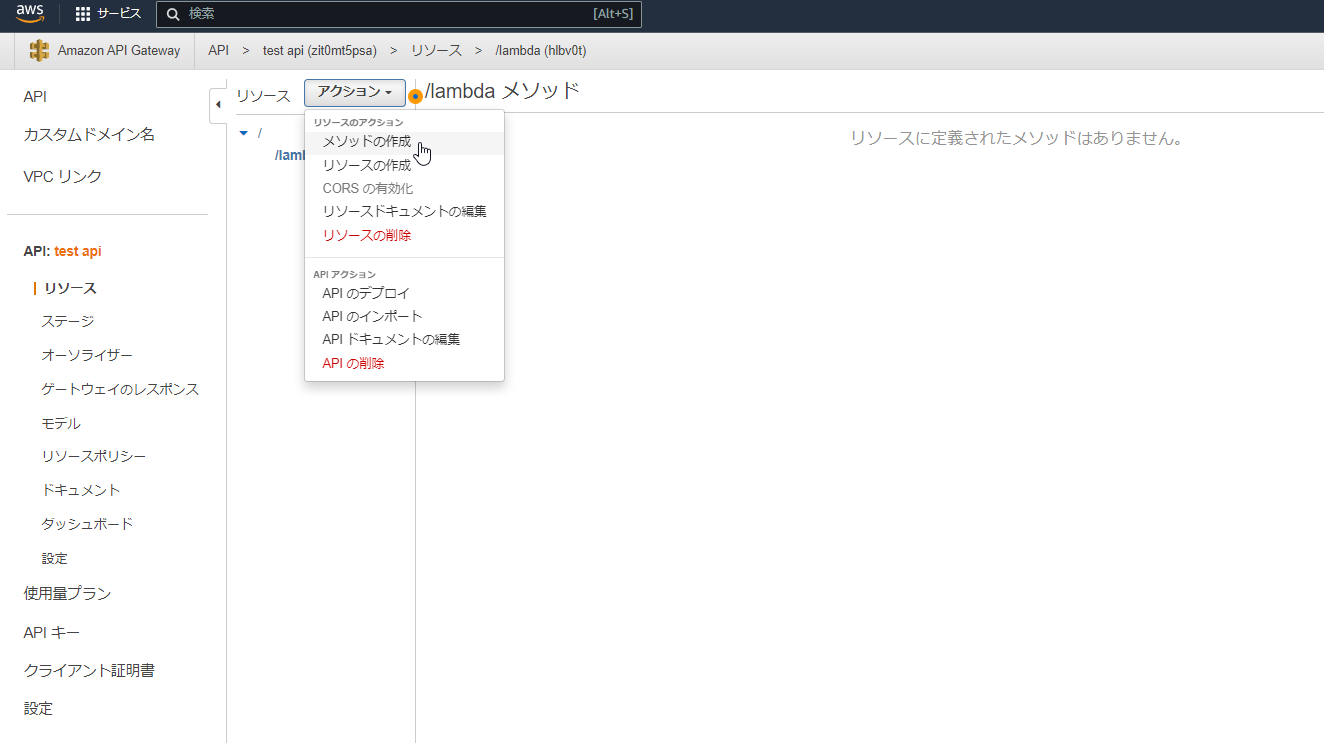 aws
サービス
検索
[Alt+S]
Amazon API Gateway
API > test api (zit0mt5psa) > リソース > /lambda (hlbv0t)
API
カスタムドメイン名
VPC リンク
API: test api
リソース
ステージ
オーソライザー
ゲートウェイのレスポンス
モデル
リソースポリシー
ドキュメント
ダッシュボード
設定
使用量プラン
API キー
クライアント証明書
設定
リソース
アクション
/
/lam
リソースのアクション
メソッドの作成
リソースの作成
CORS の有効化
リソースドキュメントの編集
リソースの削除
API アクション
API のデプロイ
API のインポート
API ドキュメントの編集
API の削除
/lambda メソッド
リソースに定義されたメソッドはありません。